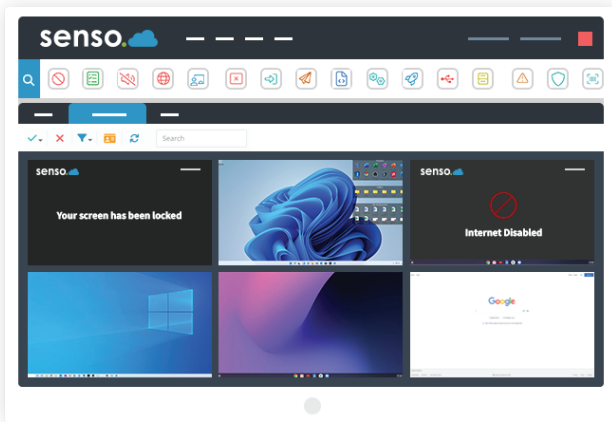 senso.
Search
senso.
Your screen has been locked
senso.
Internet Disabled
Google